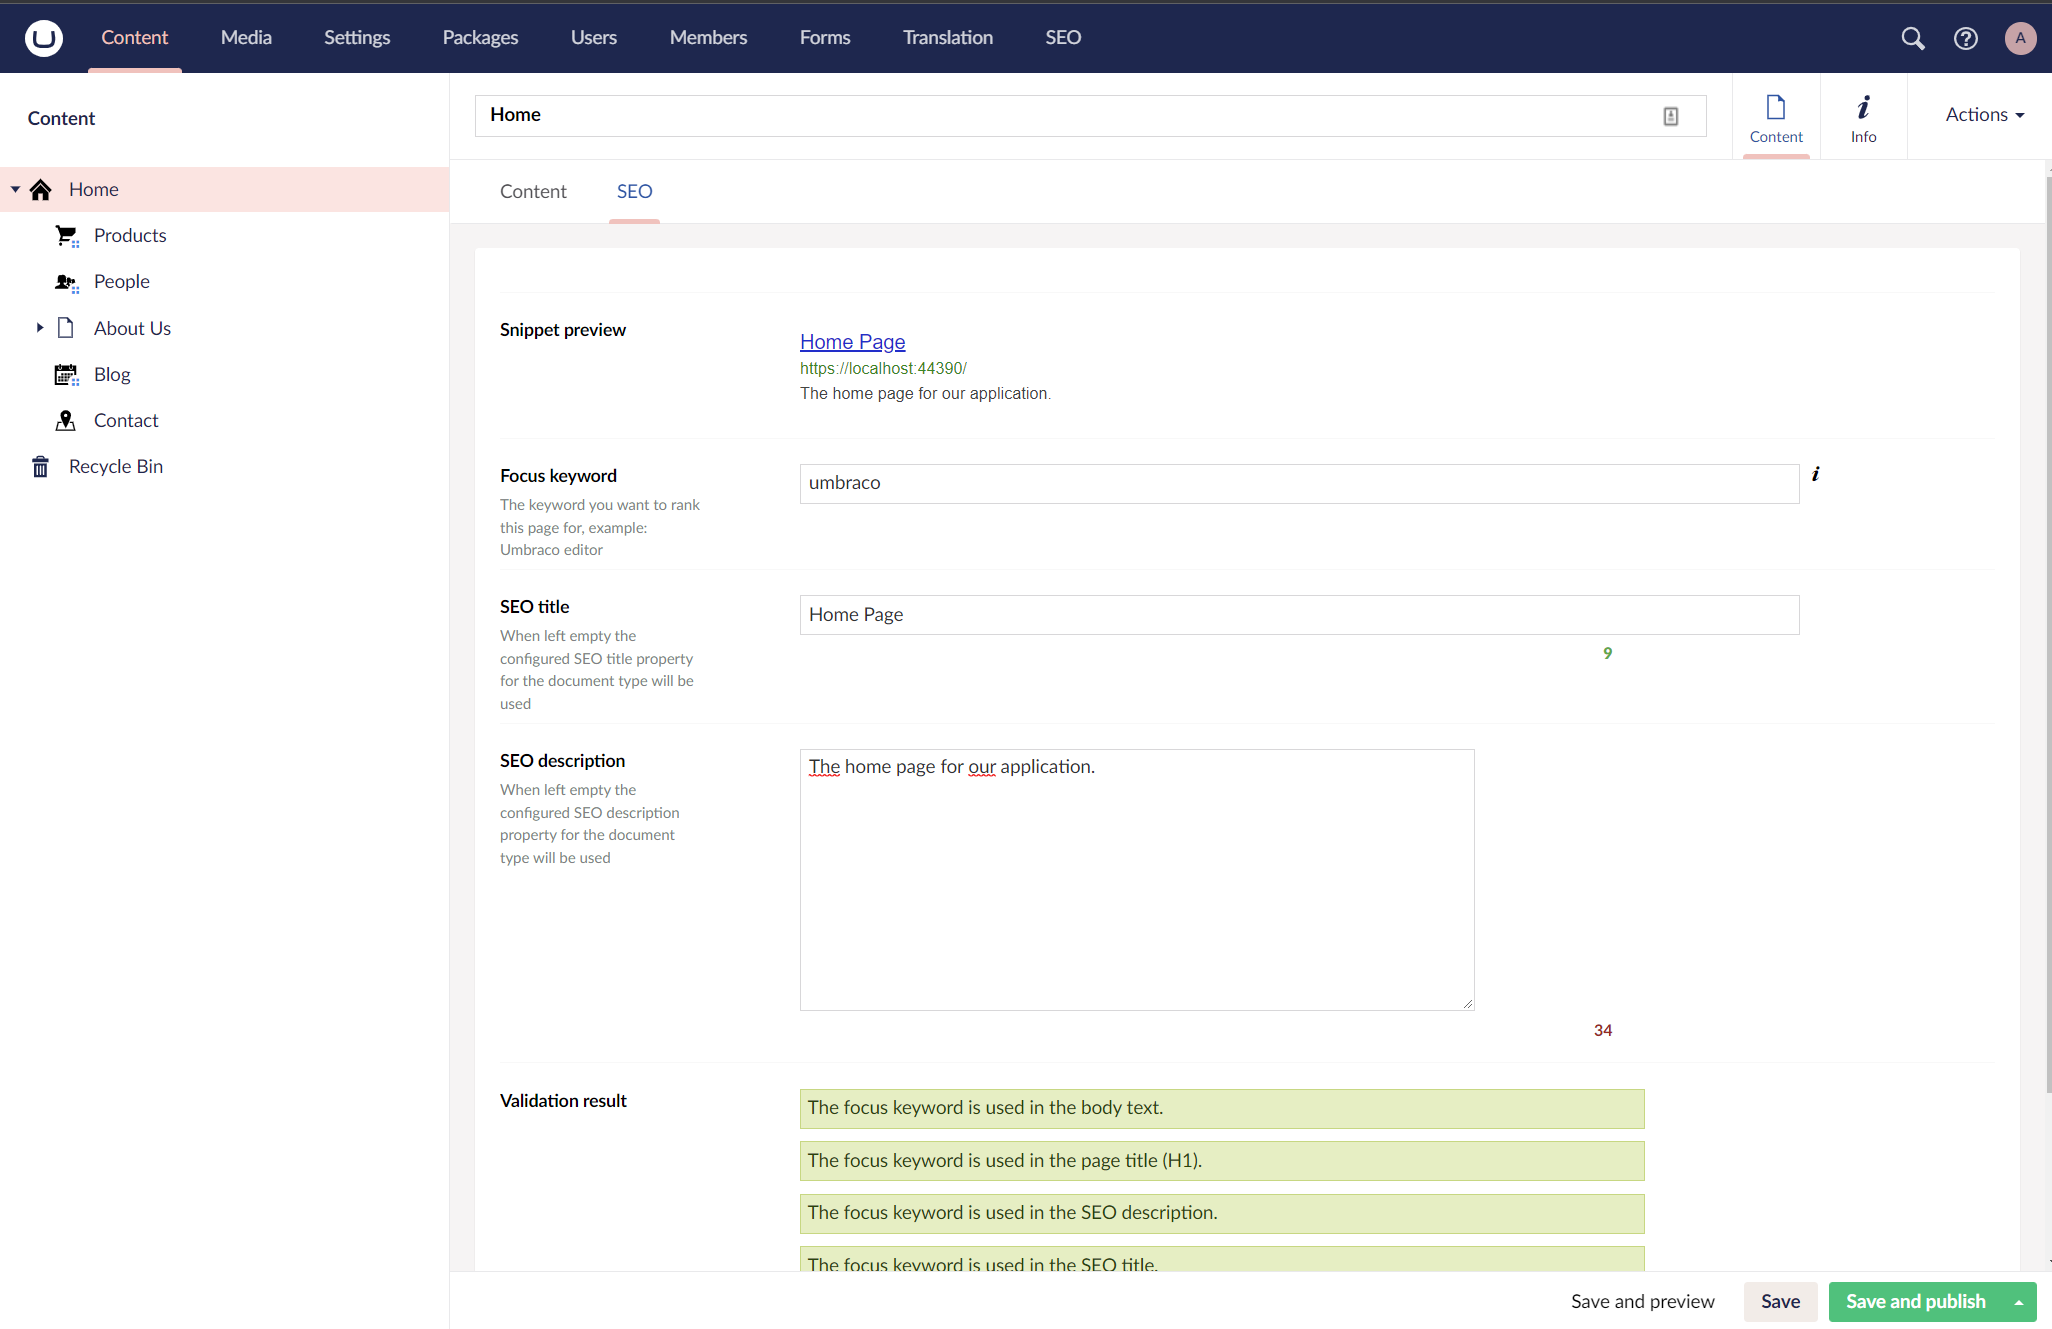 Content Media Settings Packages Users Members Forms Translation SEO A
Content
Home
Products
People
About Us
Blog
Contact
Recycle Bin
Home
Content Info Actions
Content SEO
Snippet preview
Home Page
https://localhost:44390/
The home page for our application.
Focus keyword
The keyword you want to rank
this page for, example:
Umbraco editor
umbraco
SEO title
When left empty the
configured SEO title property
for the document type will be
used
Home Page
9
SEO description
When left empty the
configured SEO description
property for the document
type will be used
The home page for our application.
34
Validation result
The focus keyword is used in the body text.
The focus keyword is used in the page title (H1).
The focus keyword is used in the SEO description.
The focus keyword is used in the SEO title.
Save and preview Save Save and publish